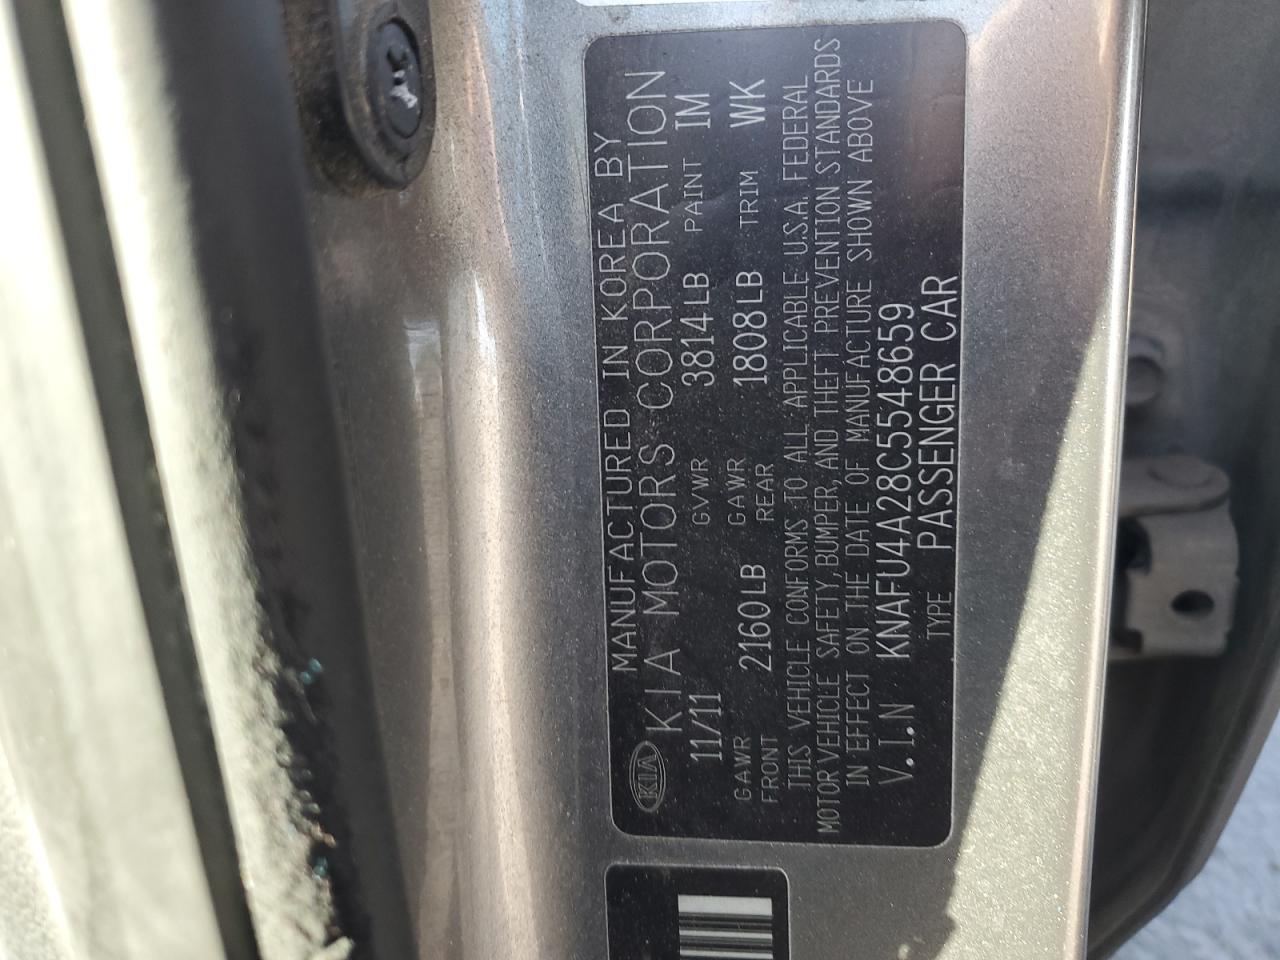 MANUFACTURED IN KOREA BY
KIA KIA MOTORS CORPORATION
11/11 GVWR 3814LB PAINT IM
GAWR FRONT 2160LB GAWR REAR 1808LB TRIM WK
THIS VEHICLE CONFORMS TO ALL APPLICABLE U.S.A. FEDERAL
MOTOR VEHICLE SAFETY, BUMPER, AND THEFT PREVENTION STANDARDS
IN EFFECT ON THE DATE OF MANUFACTURE SHOWN ABOVE
V.I.N KNAFU4A28C5548659
TYPE PASSENGER CAR